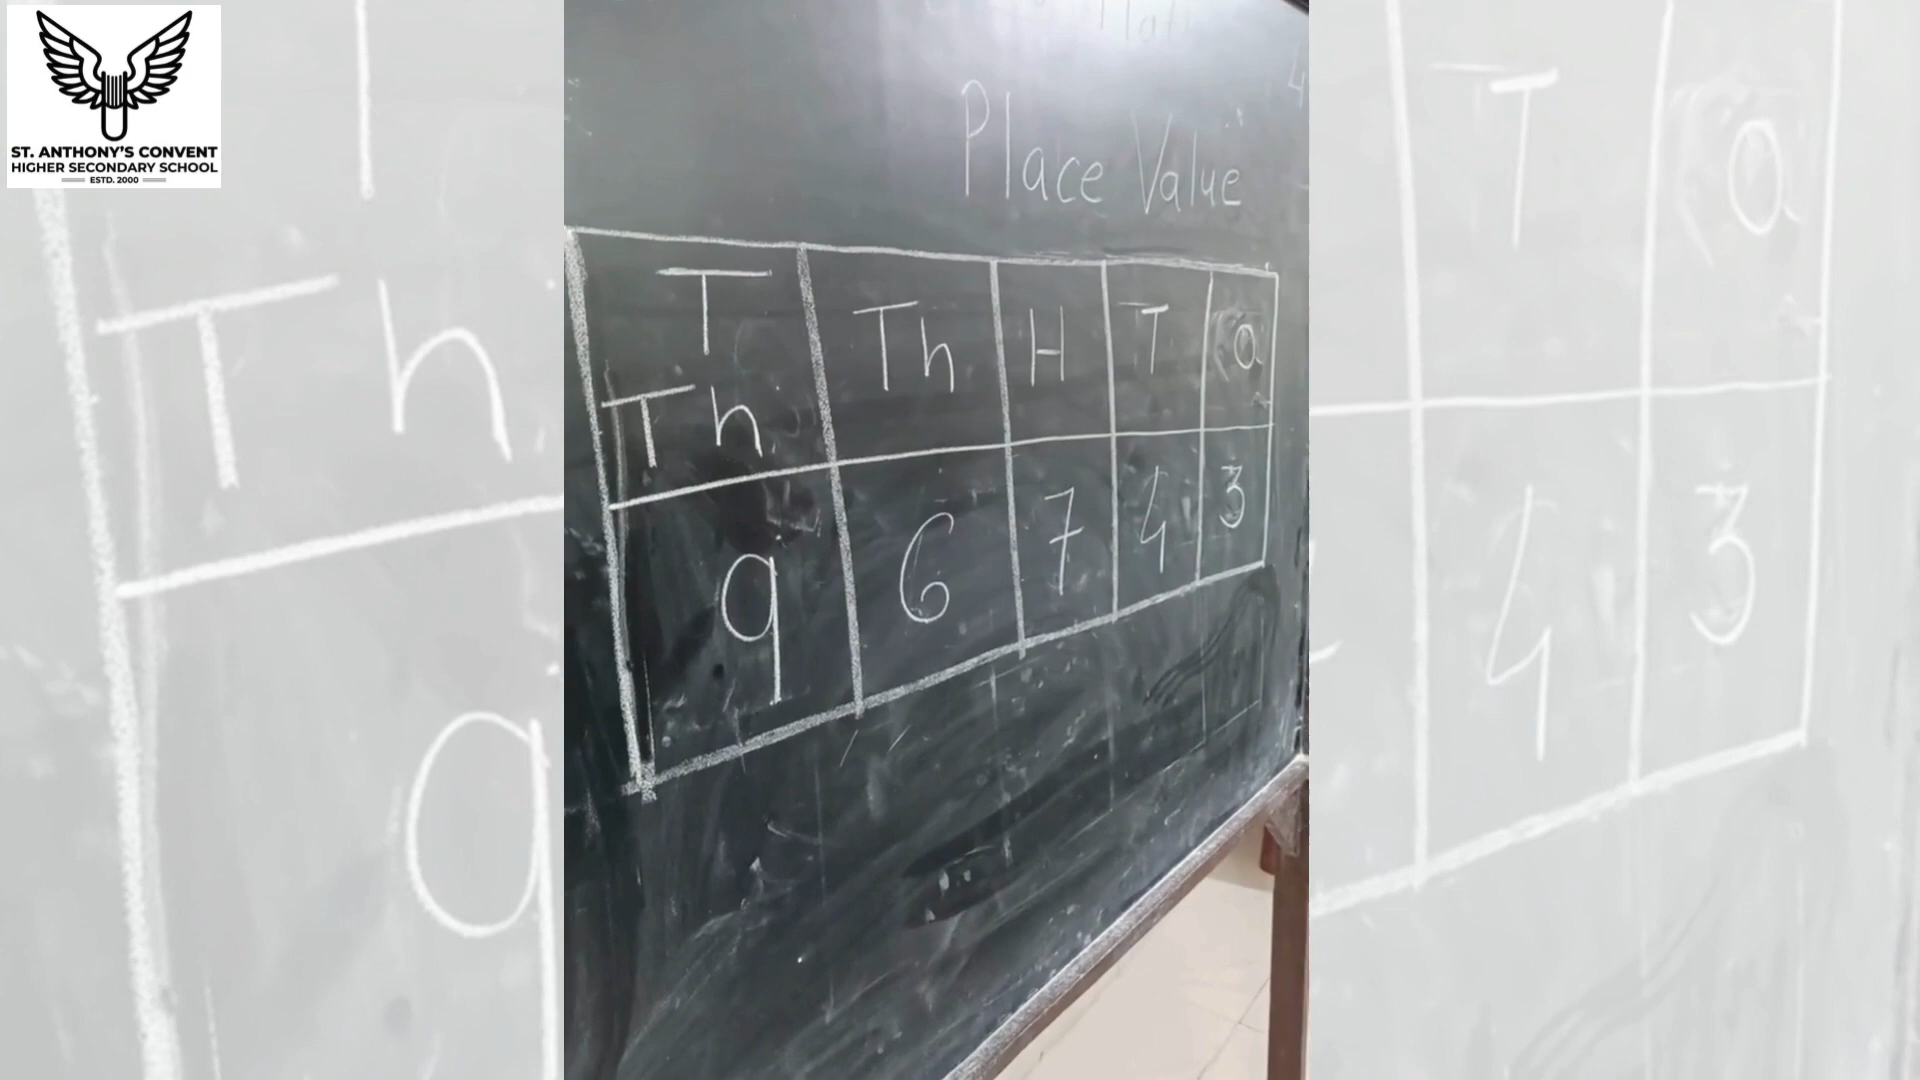 ST. ANTHONY'S CONVENT
HIGHER SECONDARY SCHOOL
ESTD. 2000
Place Value
T Th Th H T O
9 6 7 4 3